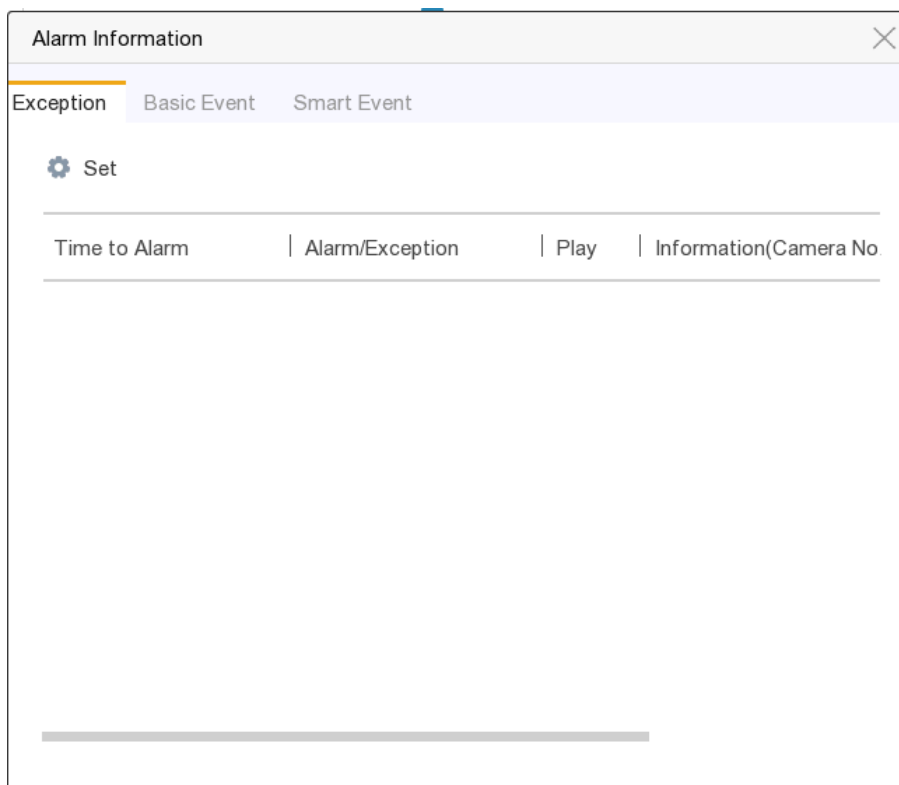 Alarm Information
Exception Basic Event Smart Event
Set
Time to Alarm Alarm/Exception Play Information(Camera No.